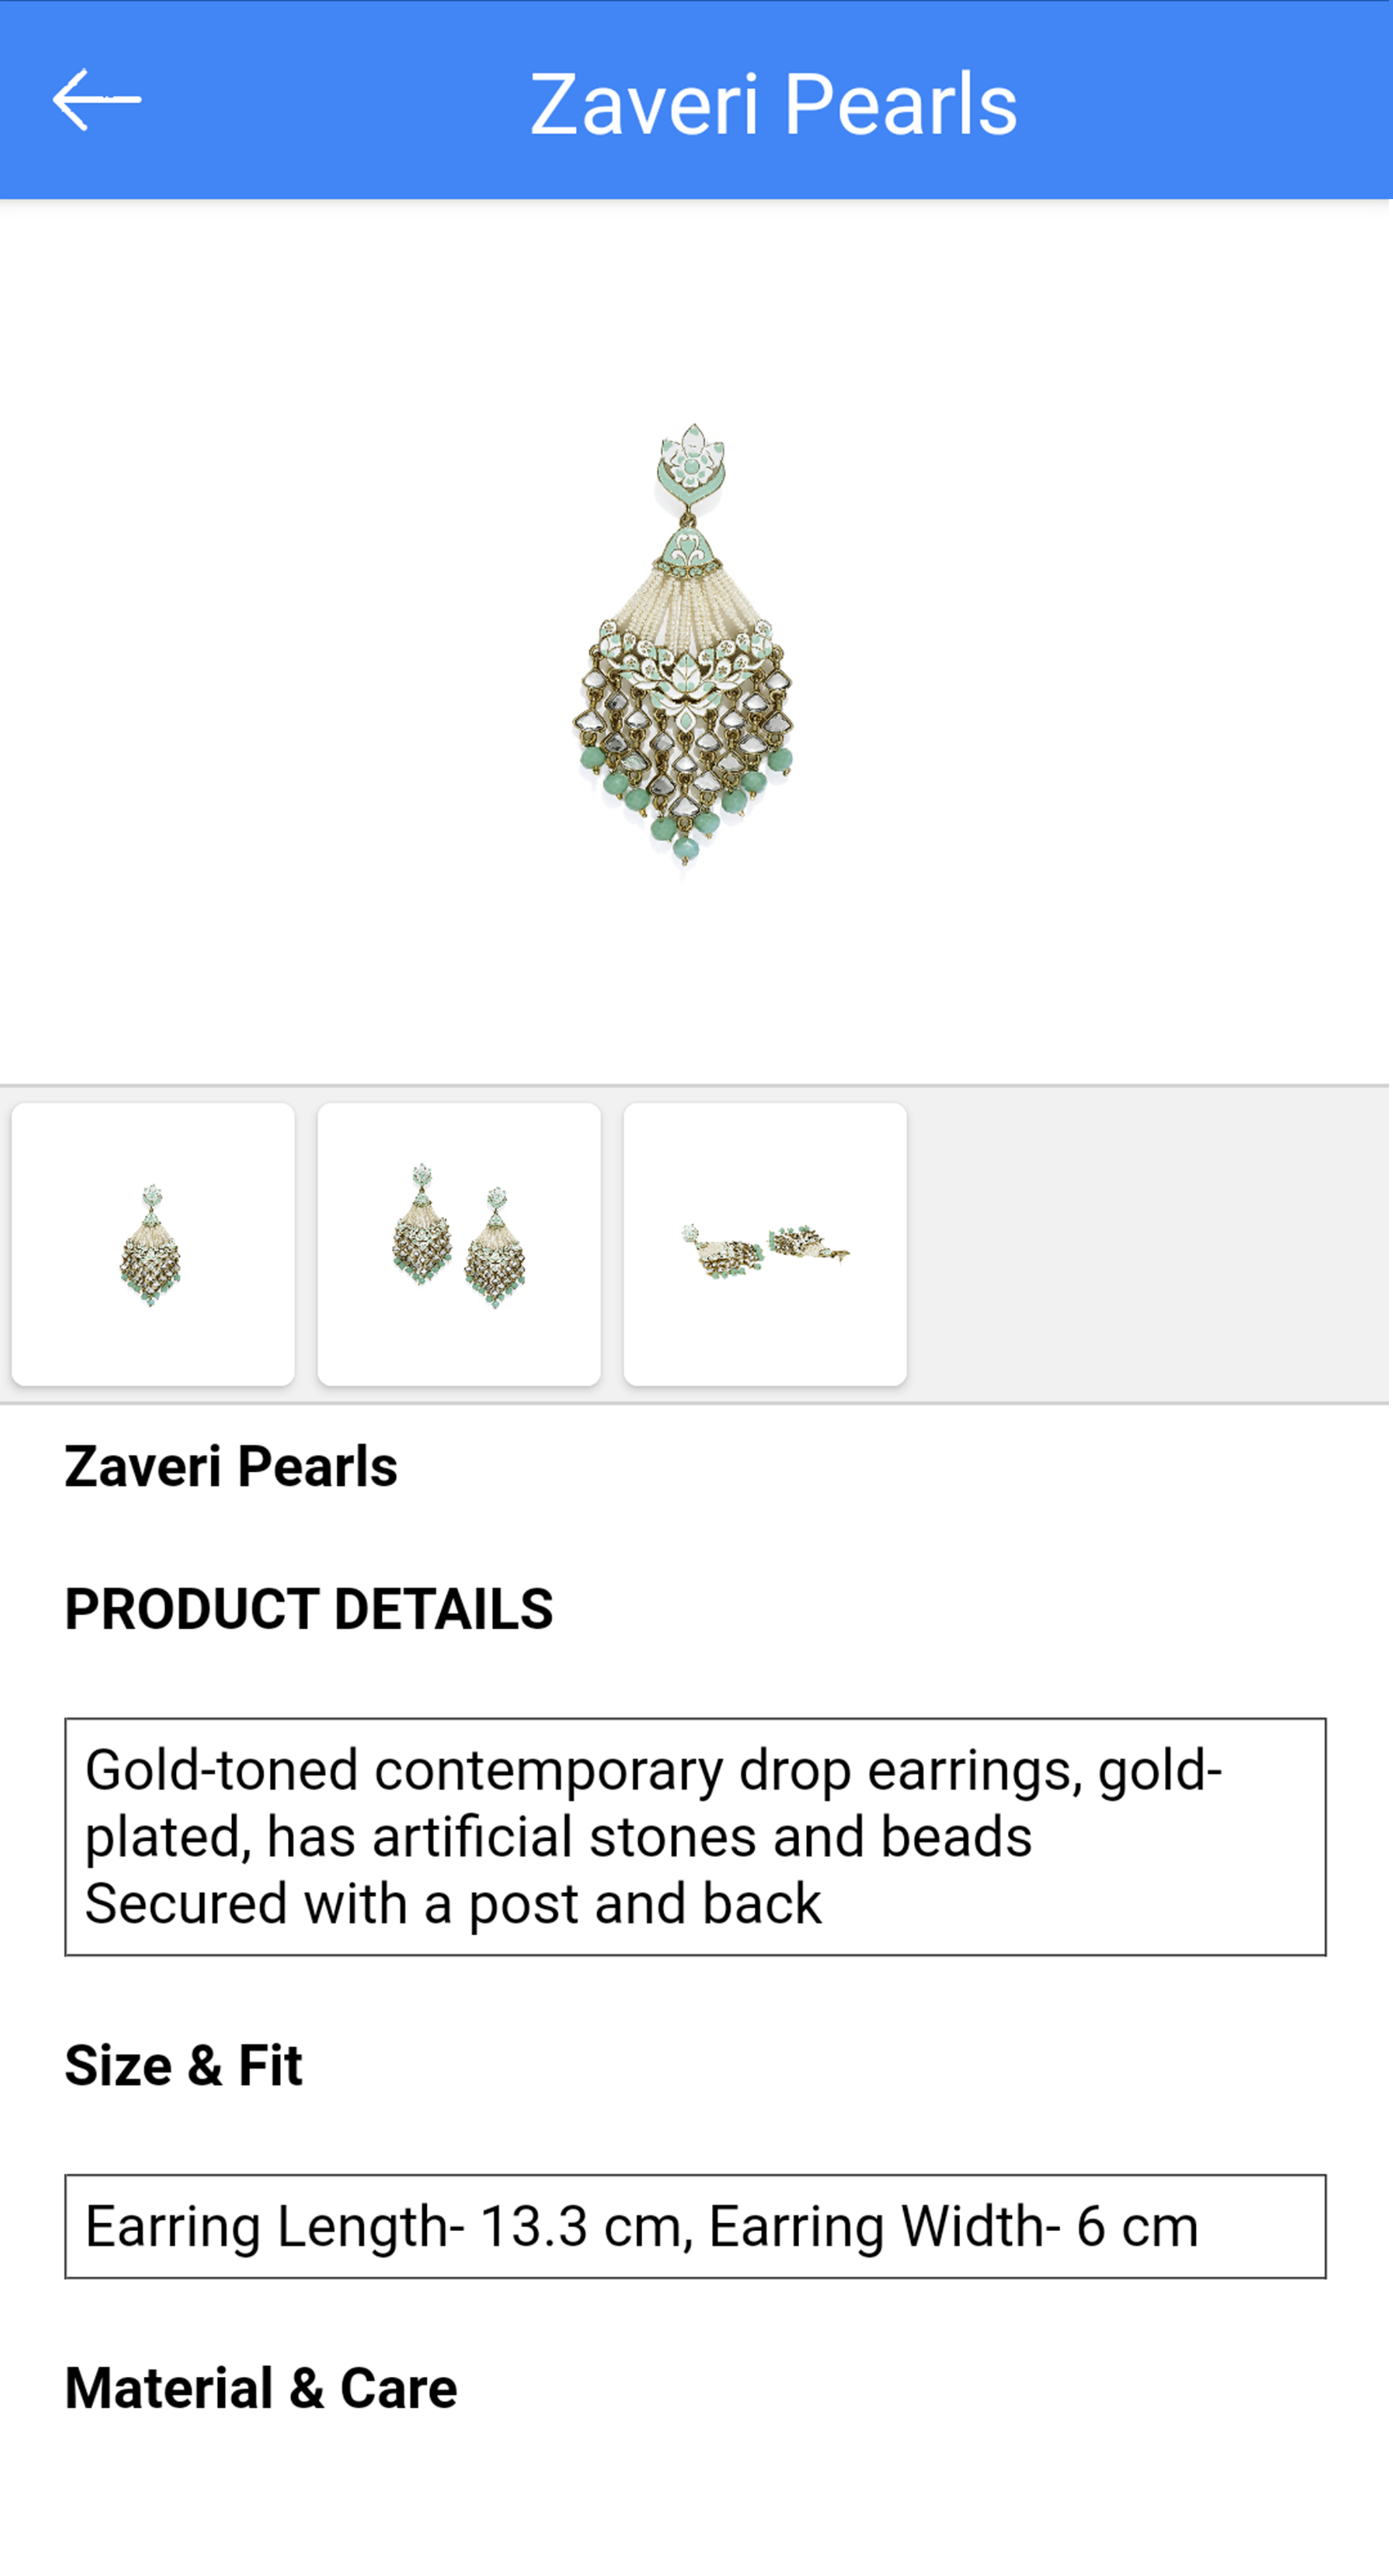 Zaveri Pearls
Zaveri Pearls
PRODUCT DETAILS
Gold-toned contemporary drop earrings, gold-
plated, has artificial stones and beads
Secured with a post and back
Size & Fit
Earring Length- 13.3 cm, Earring Width- 6 cm
Material & Care